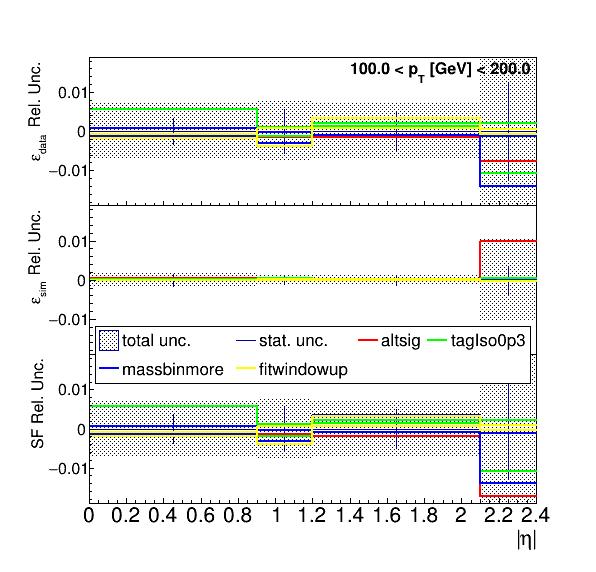 100.0 < p_T [GeV] < 200.0
ε_data Rel. Unc.
0.01
0
−0.01
ε_sim Rel. Unc.
0.01
0
−0.01
total unc. stat. unc. altsig tagIso0p3
massbinmore fitwindowup
SF Rel. Unc.
0.01
0
−0.01
0 0.2 0.4 0.6 0.8 1 1.2 1.4 1.6 1.8 2 2.2 2.4
|η|